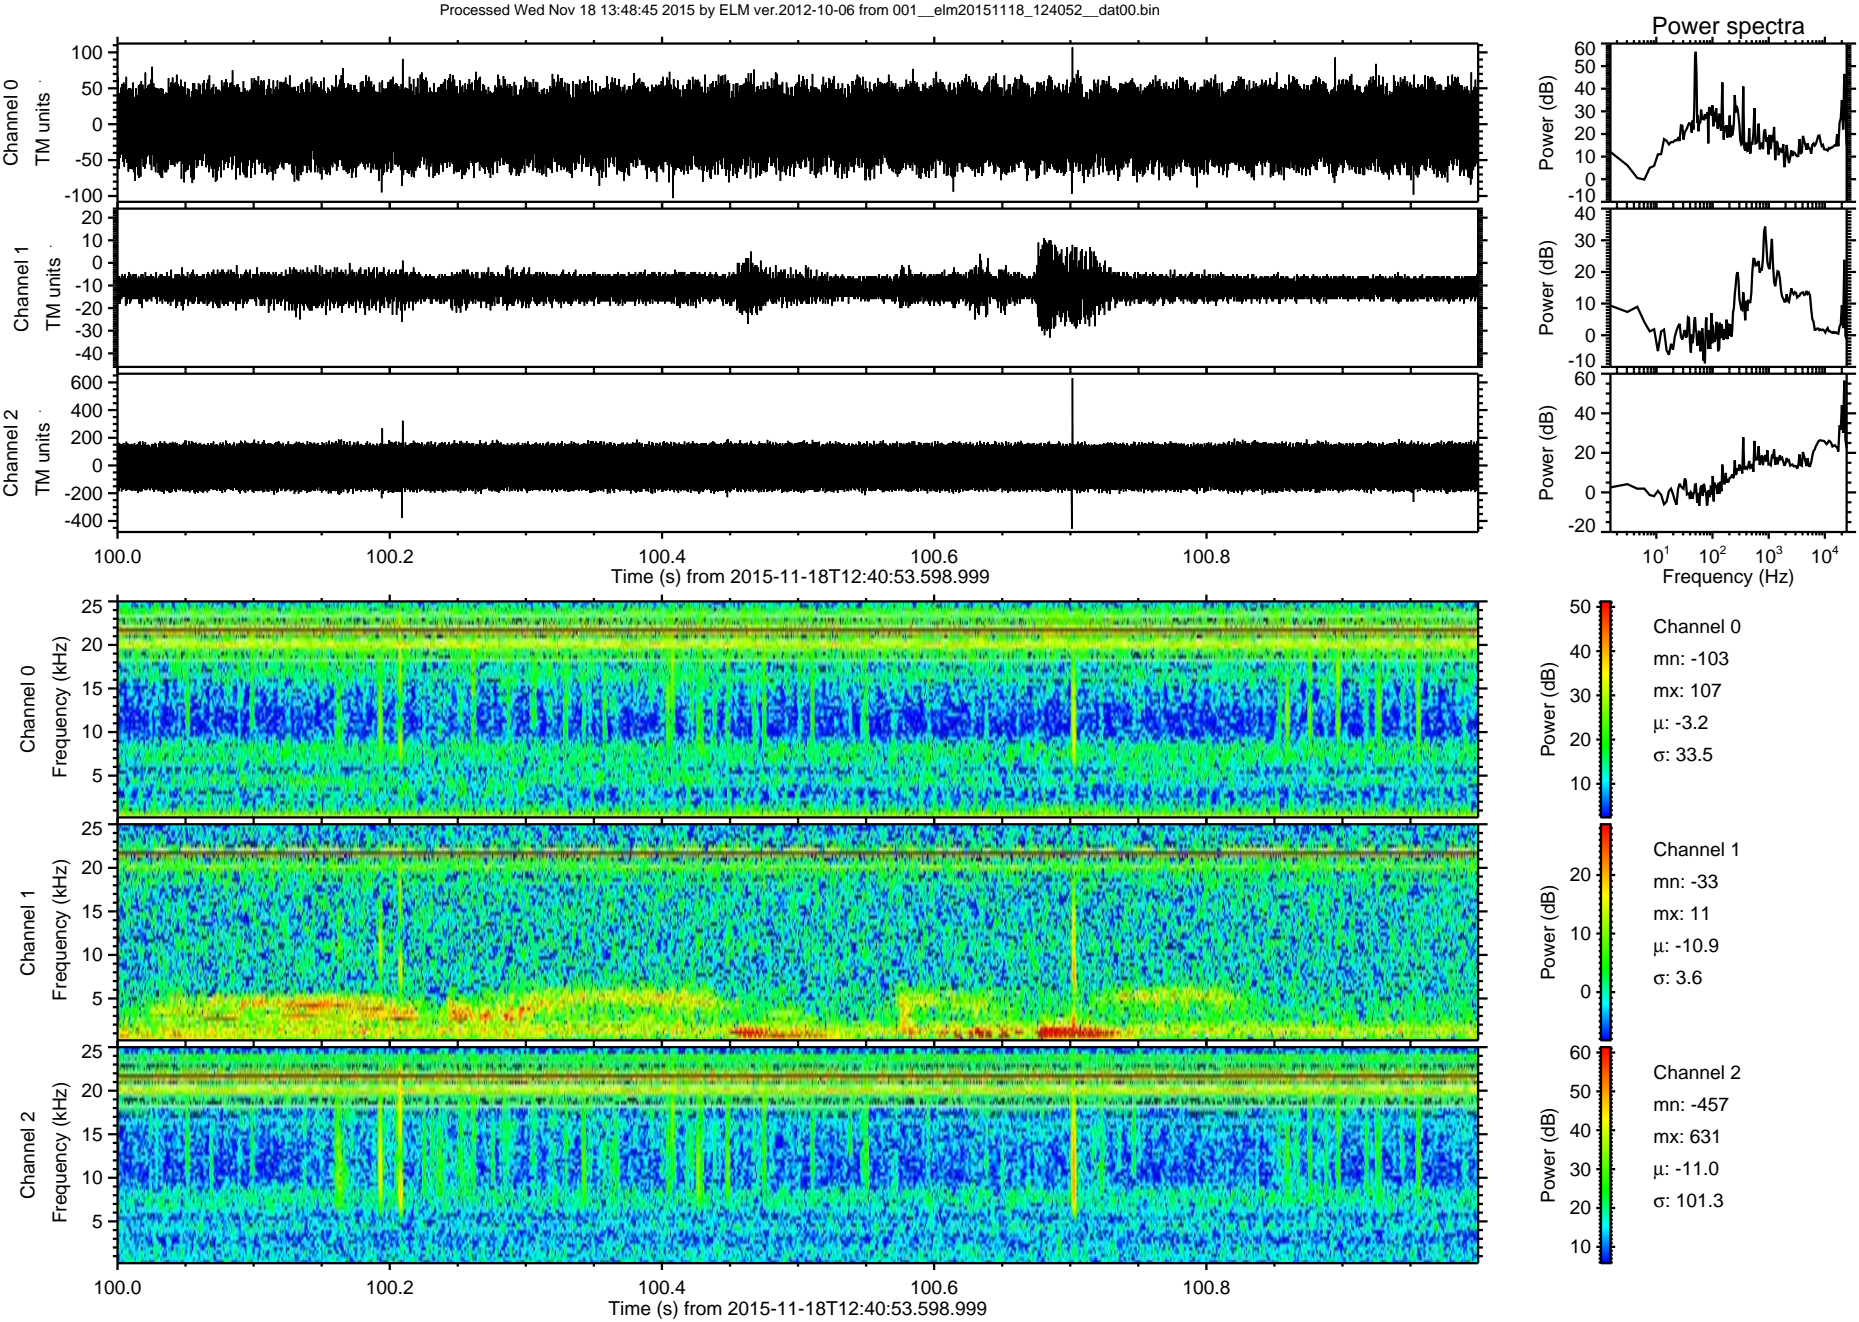 Processed Wed Nov 18 13:48:45 2015 by ELM ver.2012-10-06 from 001__elm20151118_124052__dat00.bin
Power spectra
Channel 0
TM units
100
50
0
-50
-100
Power (dB)
60
50
40
30
20
10
0
-10
Channel 1
TM units
20
10
0
-10
-20
-30
-40
Power (dB)
40
30
20
10
0
-10
Channel 2
TM units
600
400
200
0
-200
-400
Power (dB)
60
40
20
0
-20
100.0 100.2 100.4 100.6 100.8
Time (s) from 2015-11-18T12:40:53.598.999
10¹ 10² 10³ 10⁴
Frequency (Hz)
Channel 0
Frequency (kHz)
25
20
15
10
5
Power (dB)
50
40
30
20
10
Channel 0
mn: -103
mx: 107
μ: -3.2
σ: 33.5
Channel 1
Frequency (kHz)
25
20
15
10
5
Power (dB)
20
10
0
Channel 1
mn: -33
mx: 11
μ: -10.9
σ: 3.6
Channel 2
Frequency (kHz)
25
20
15
10
5
Power (dB)
60
50
40
30
20
10
Channel 2
mn: -457
mx: 631
μ: -11.0
σ: 101.3
100.0 100.2 100.4 100.6 100.8
Time (s) from 2015-11-18T12:40:53.598.999